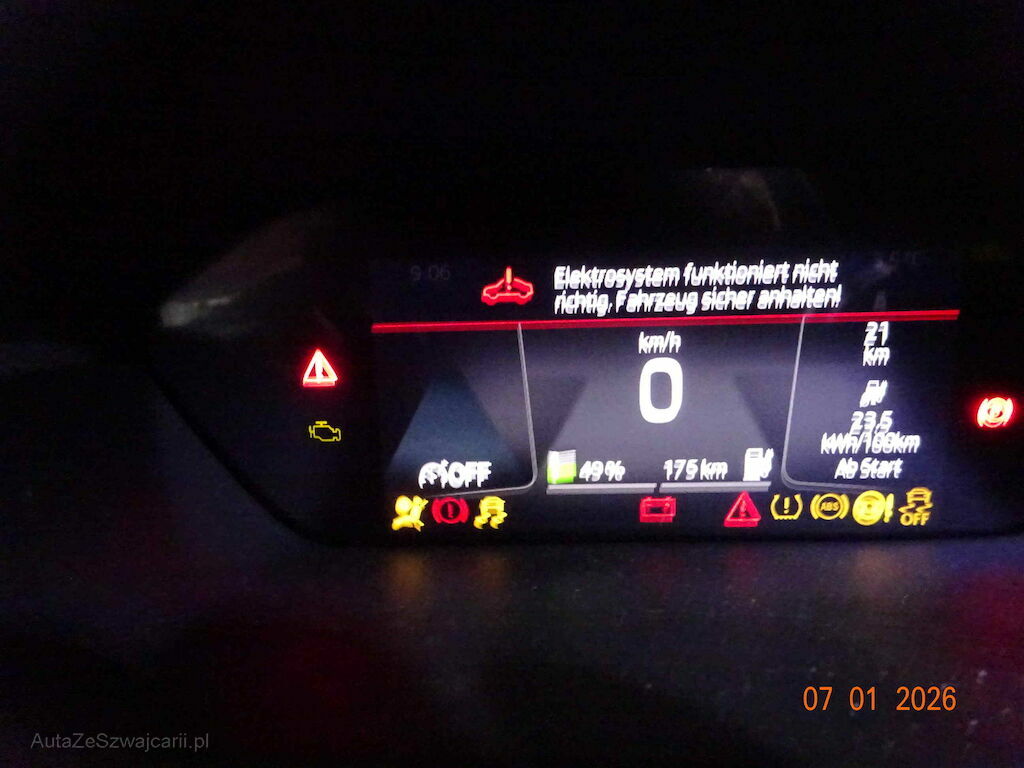 9:06
Elektrosystem funktioniert nicht
richtig. Fahrzeug sicher anhalten!
km/h
0
21
km
23,5
kWh/100km
Ab Start
OFF
49% 175 km
ABS
OFF
07 01 2026
AutaZeSzwajcarii.pl